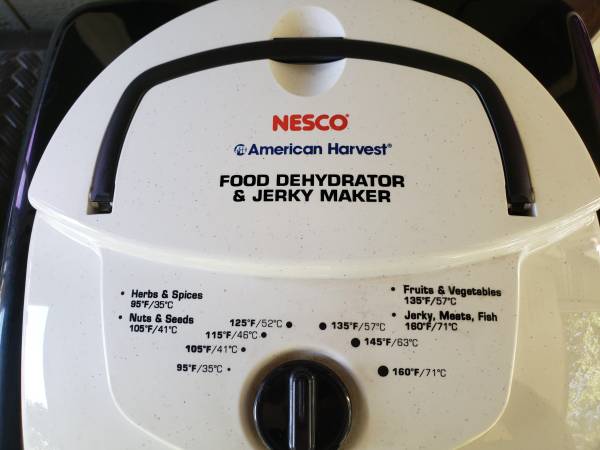 NESCO®
American Harvest®
FOOD DEHYDRATOR
& JERKY MAKER
• Herbs & Spices
95°F/35°C
• Nuts & Seeds
105°F/41°C
• Fruits & Vegetables
135°F/57°C
• Jerky, Meats, Fish
160°F/71°C
125°F/52°C
115°F/46°C
105°F/41°C
95°F/35°C
135°F/57°C
145°F/63°C
160°F/71°C